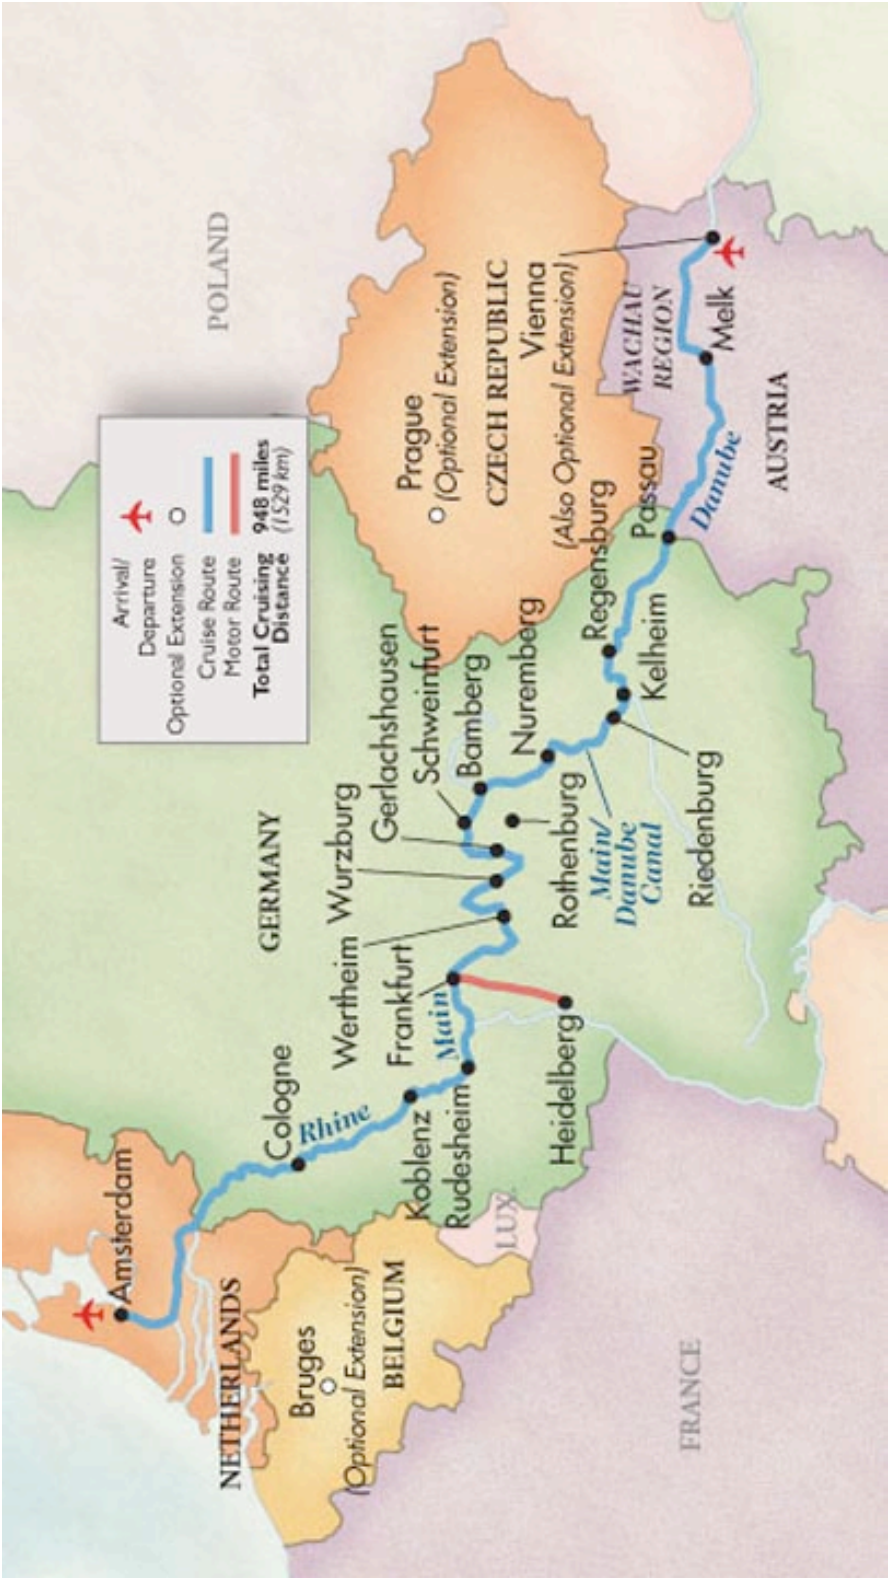 Arrival/
Departure
Optional Extension
Cruise Route
Motor Route
Total Cruising 948 miles
Distance (1529 km)
POLAND
GERMANY
NETHERLANDS
BELGIUM
LUX.
FRANCE
CZECH REPUBLIC
AUSTRIA
WACHAU
REGION
Amsterdam
Bruges
(Optional Extension)
Cologne
Rhine
Koblenz
Rudesheim
Main
Frankfurt
Heidelberg
Wertheim
Wurzburg
Gerlachshausen
Schweinfurt
Bamberg
Rothenburg
Nuremberg
Main/
Danube
Canal
Riedenburg
Kelheim
Regensburg
Passau
Danube
Melk
Vienna
(Also Optional Extension)
Prague
(Optional Extension)